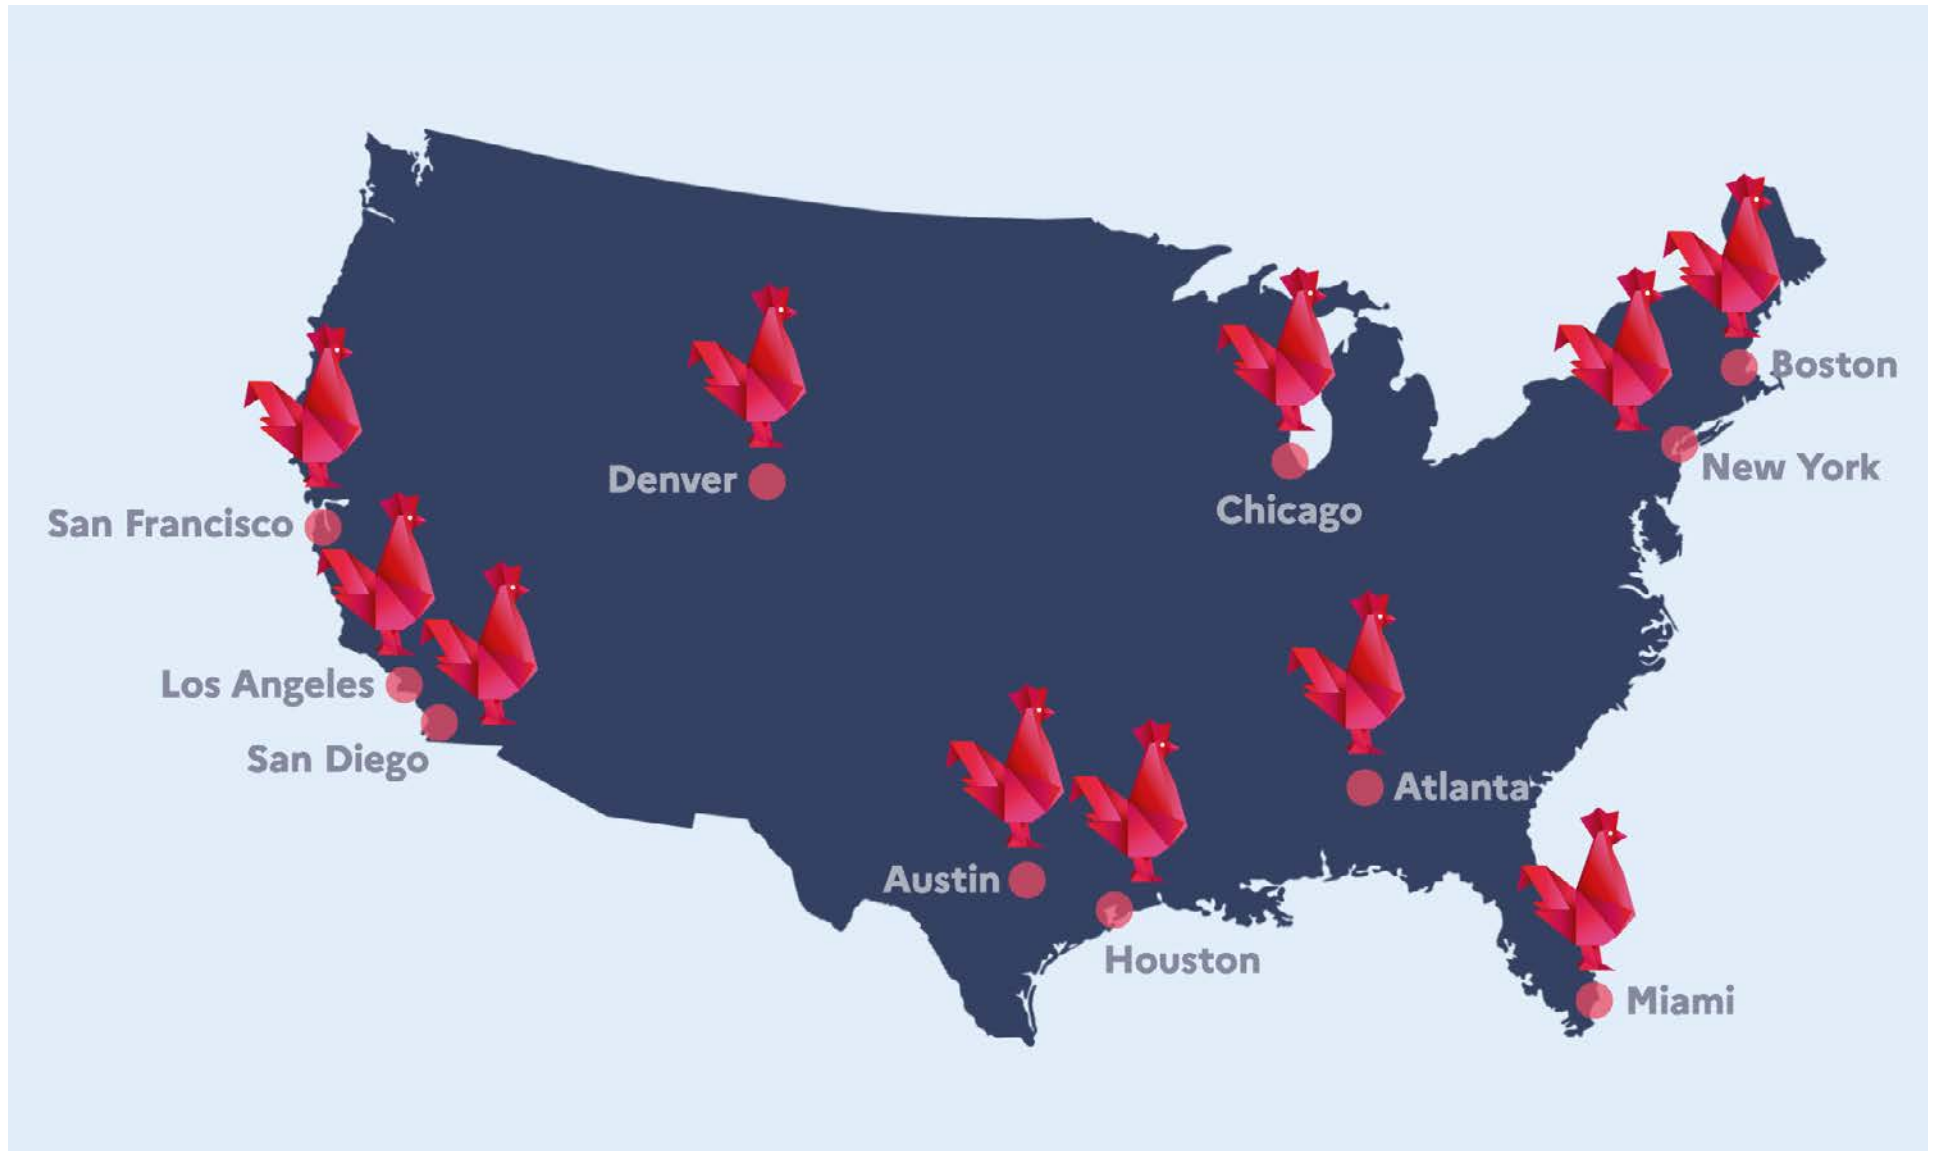 Boston
New York
Denver
Chicago
San Francisco
Los Angeles
San Diego
Atlanta
Austin
Houston
Miami